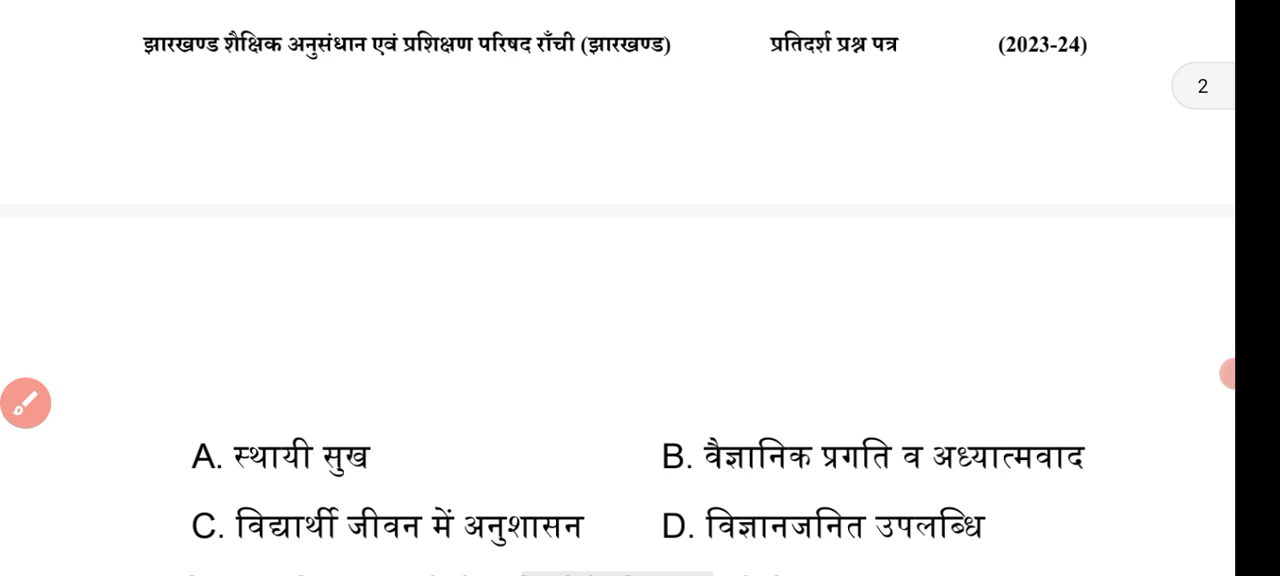 झारखण्ड शैक्षिक अनुसंधान एवं प्रशिक्षण परिषद राँची (झारखण्ड) प्रतिदर्श प्रश्न पत्र (2023-24)
2
A. स्थायी सुख B. वैज्ञानिक प्रगति व अध्यात्मवाद
C. विद्यार्थी जीवन में अनुशासन D. विज्ञानजनित उपलब्धि